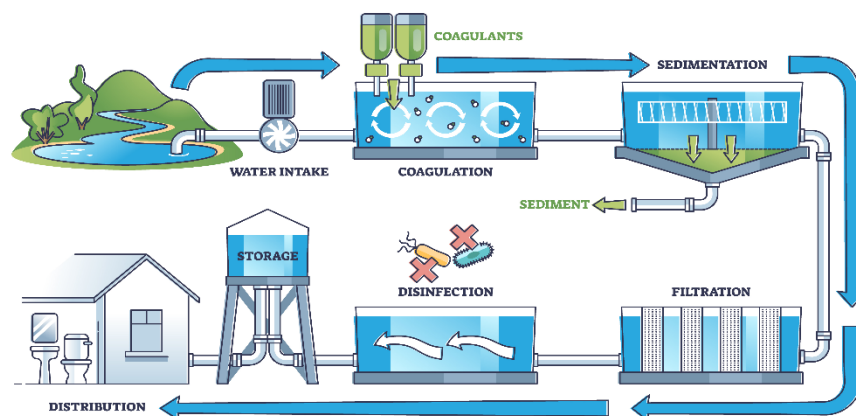 COAGULANTS
SEDIMENTATION
WATER INTAKE
COAGULATION
SEDIMENT
STORAGE
DISINFECTION
FILTRATION
DISTRIBUTION